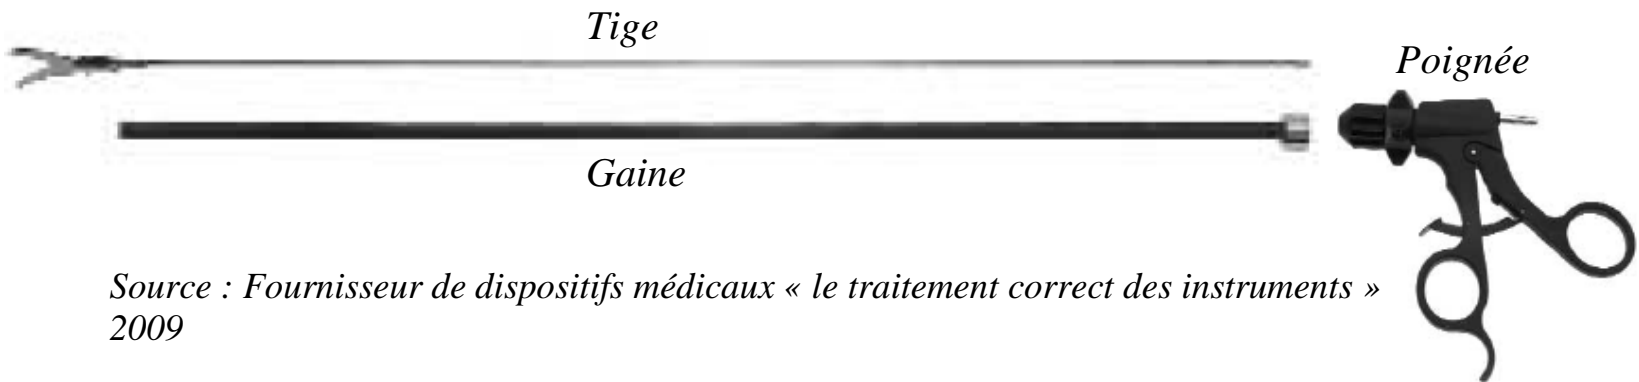 Tige
Poignée
Gaine
Source : Fournisseur de dispositifs médicaux « le traitement correct des instruments »
2009